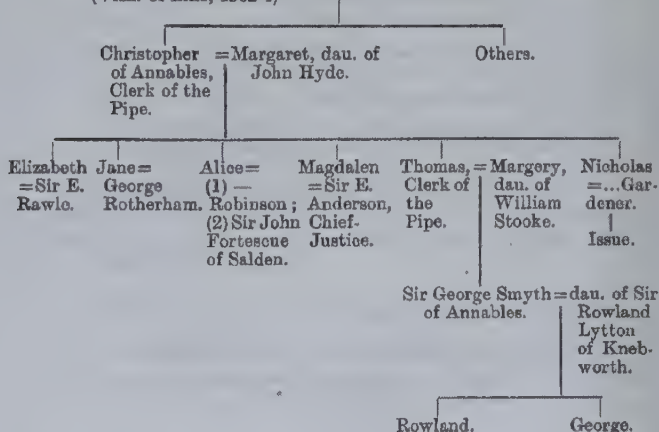 Christopher = Margaret, dau. of
of Annables, John Hyde.
Clerk of the
Pipe.
Others.
Elizabeth
=Sir E.
Rawle.
Jane=
George
Rotherham.
Alice=
(1) —
Robinson;
(2) Sir John
Fortescue
of Salden.
Magdalen
=Sir E.
Anderson,
Chief-
Justice.
Thomas, = Margery,
Clerk of dau. of
the William
Pipe. Stooke.
Nicholas
=...Gar-
dener.
Issue.
Sir George Smyth = dau. of Sir
of Annables. Rowland
Lytton
of Kneb-
worth.
Rowland. George.